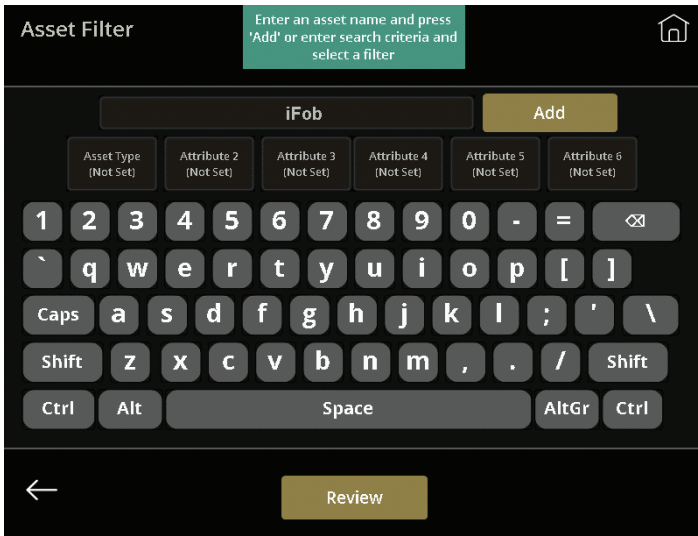 Asset Filter
Enter an asset name and press
'Add' or enter search criteria and
select a filter
iFob
Add
Asset Type
(Not Set)
Attribute 2
(Not Set)
Attribute 3
(Not Set)
Attribute 4
(Not Set)
Attribute 5
(Not Set)
Attribute 6
(Not Set)
1 2 3 4 5 6 7 8 9 0 - =
` q w e r t y u i o p [ ]
Caps a s d f g h j k l ; ' \
Shift z x c v b n m , . / Shift
Ctrl Alt Space AltGr Ctrl
Review